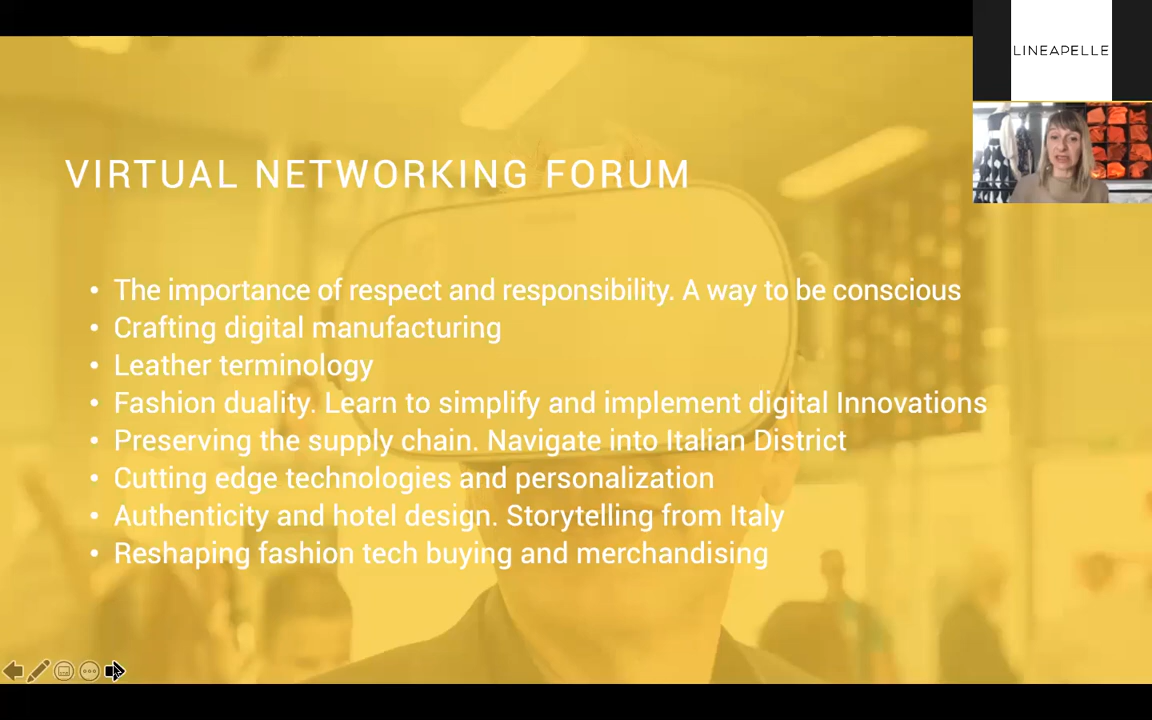 LINEAPELLE
VIRTUAL NETWORKING FORUM
• The importance of respect and responsibility. A way to be conscious
• Crafting digital manufacturing
• Leather terminology
• Fashion duality. Learn to simplify and implement digital Innovations
• Preserving the supply chain. Navigate into Italian District
• Cutting edge technologies and personalization
• Authenticity and hotel design. Storytelling from Italy
• Reshaping fashion tech buying and merchandising